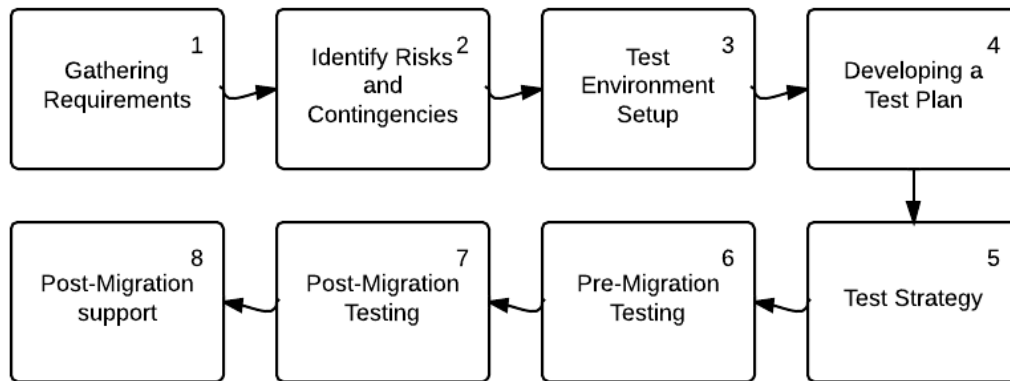 1
Gathering
Requirements
2
Identify Risks
and
Contingencies
3
Test
Environment
Setup
4
Developing a
Test Plan
5
Test Strategy
6
Pre-Migration
Testing
7
Post-Migration
Testing
8
Post-Migration
support